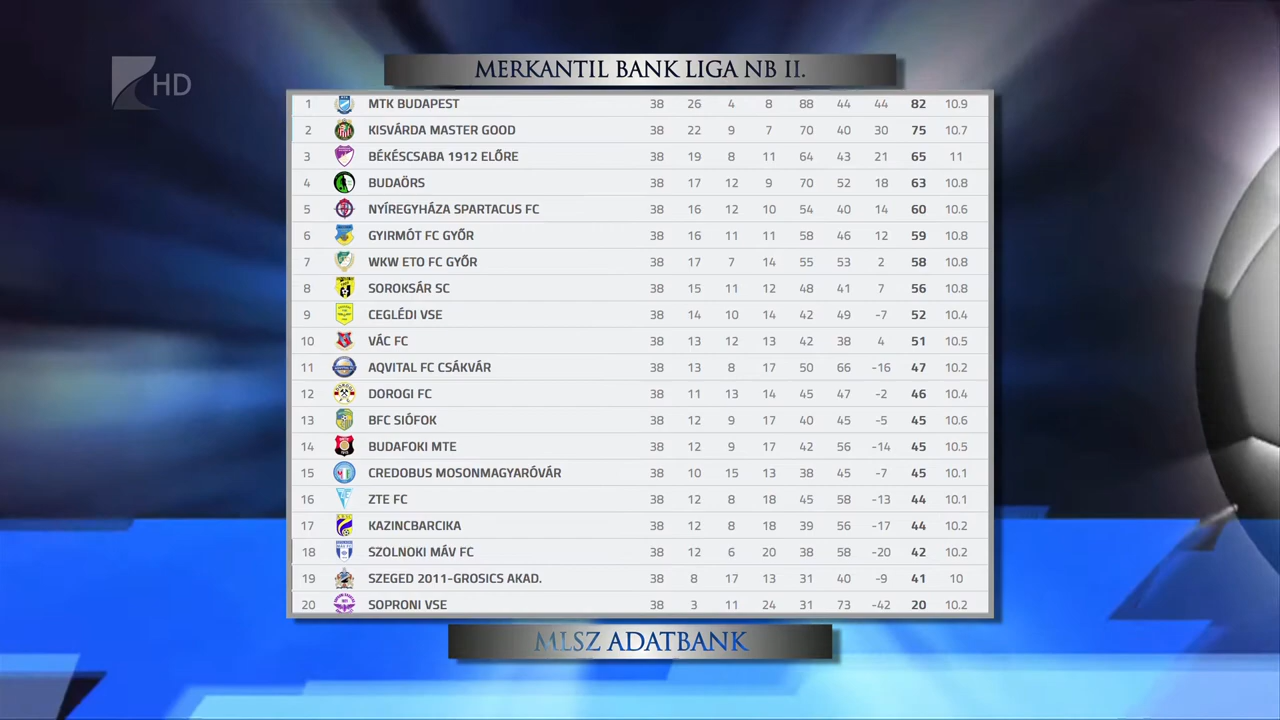 HD
MERKANTIL BANK LIGA NB II.
1 MTK BUDAPEST 38 26 4 8 88 44 44 82 10.9
2 KISVÁRDA MASTER GOOD 38 22 9 7 70 40 30 75 10.7
3 BÉKÉSCSABA 1912 ELŐRE 38 19 8 11 64 43 21 65 11
4 BUDAÖRS 38 17 12 9 70 52 18 63 10.8
5 NYÍREGYHÁZA SPARTACUS FC 38 16 12 10 54 40 14 60 10.6
6 GYIRMÓT FC GYŐR 38 16 11 11 58 46 12 59 10.8
7 WKW ETO FC GYŐR 38 17 7 14 55 53 2 58 10.8
8 SOROKSÁR SC 38 15 11 12 48 41 7 56 10.8
9 CEGLÉDI VSE 38 14 10 14 42 49 -7 52 10.4
10 VÁC FC 38 13 12 13 42 38 4 51 10.5
11 AQVITAL FC CSÁKVÁR 38 13 8 17 50 66 -16 47 10.2
12 DOROGI FC 38 11 13 14 45 47 -2 46 10.4
13 BFC SIÓFOK 38 12 9 17 40 45 -5 45 10.6
14 BUDAFOKI MTE 38 12 9 17 42 56 -14 45 10.5
15 CREDOBUS MOSONMAGYARÓVÁR 38 10 15 13 38 45 -7 45 10.1
16 ZTE FC 38 12 8 18 45 58 -13 44 10.1
17 KAZINCBARCIKA 38 12 8 18 39 56 -17 44 10.2
18 SZOLNOKI MÁV FC 38 12 6 20 38 58 -20 42 10.2
19 SZEGED 2011-GROSICS AKAD. 38 8 17 13 31 40 -9 41 10
20 SOPRONI VSE 38 3 11 24 31 73 -42 20 10.2
MLSZ ADATBANK